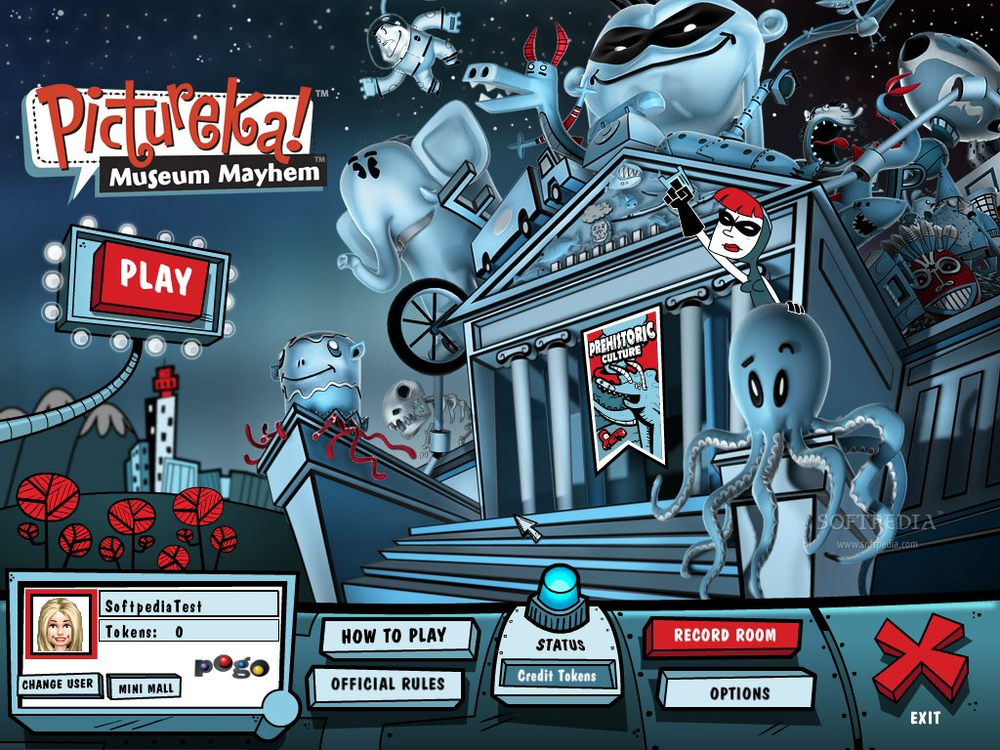 Pictureka!™
Museum Mayhem™
PLAY
PREHISTORIC
CULTURE
SOFTPEDIA™
www.softpedia.com
SoftpediaTest
Tokens: 0
pogo
CHANGE USER
MINI MALL
HOW TO PLAY
OFFICIAL RULES
STATUS
Credit Tokens
RECORD ROOM
OPTIONS
EXIT